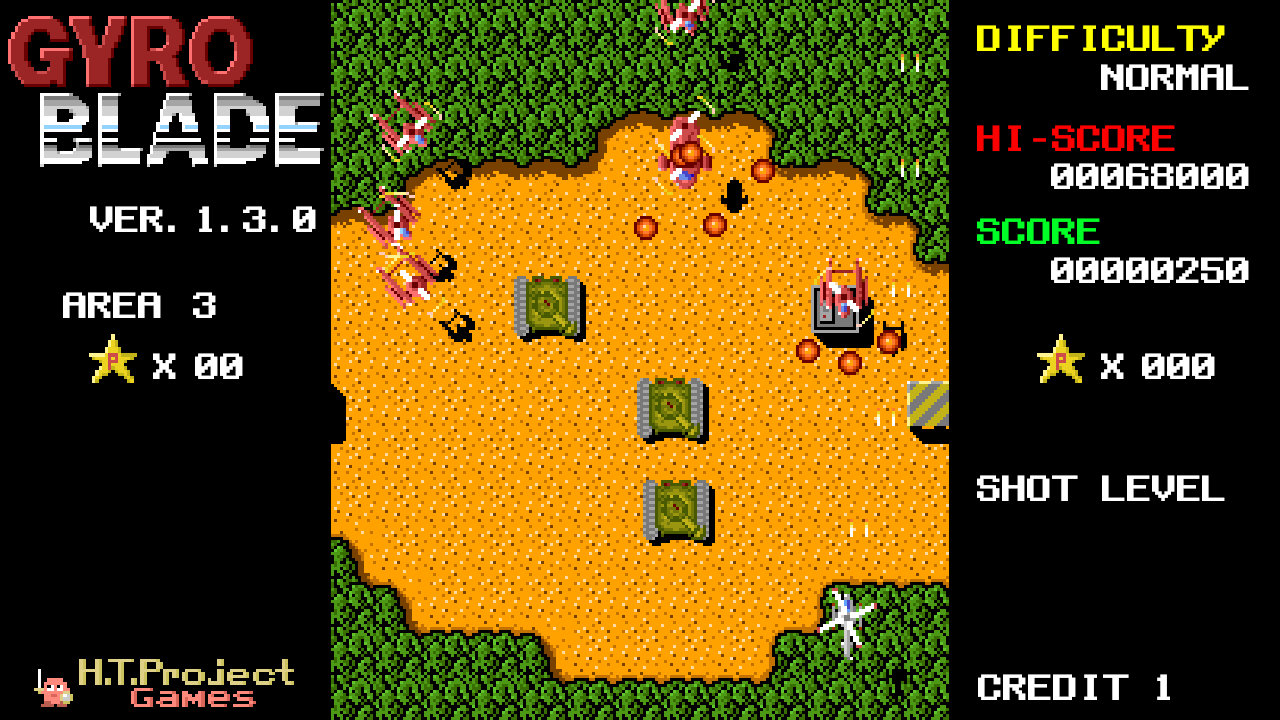 GYRO
BLADE
VER. 1.3.0
AREA 3
P X 00
H.T.Project
Games
DIFFICULTY
NORMAL
HI-SCORE
00068000
SCORE
00000250
P X 000
SHOT LEVEL
CREDIT 1